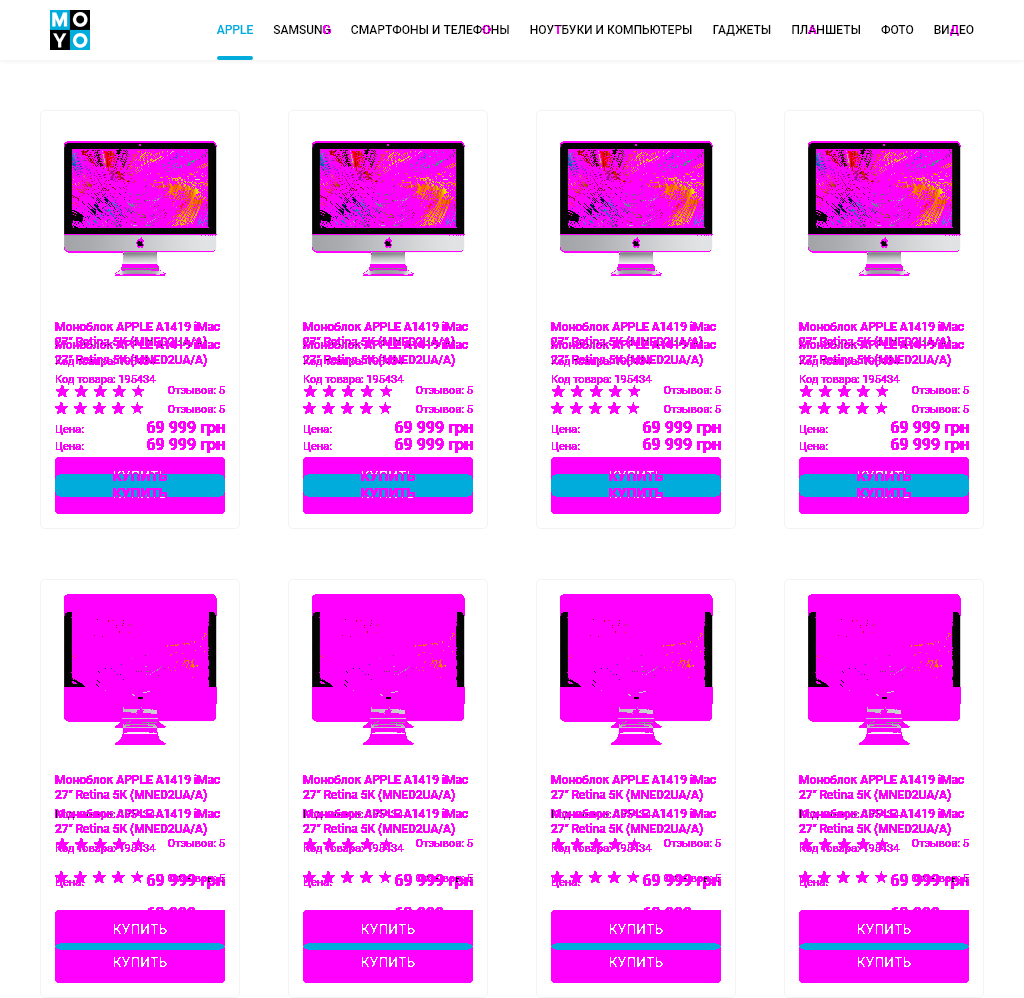 MOYO
APPLE SAMSUNG СМАРТФОНЫ И ТЕЛЕФОНЫ НОУТБУКИ И КОМПЬЮТЕРЫ ГАДЖЕТЫ ПЛАНШЕТЫ ФОТО ВИДЕО
Моноблок APPLE A1419 iMac Моноблок APPLE A1419 iMac Моноблок APPLE A1419 iMac Моноблок APPLE A1419 iMac
27" Retina 5K (MNED2UA/A) 27" Retina 5K (MNED2UA/A) 27" Retina 5K (MNED2UA/A) 27" Retina 5K (MNED2UA/A)
Моноблок APPLE A1419 iMac Моноблок APPLE A1419 iMac Моноблок APPLE A1419 iMac Моноблок APPLE A1419 iMac
27" Retina 5K (MNED2UA/A) 27" Retina 5K (MNED2UA/A) 27" Retina 5K (MNED2UA/A) 27" Retina 5K (MNED2UA/A)
Код товара: 195434 Код товара: 195434 Код товара: 195434 Код товара: 195434
Отзывов: 5 Отзывов: 5 Отзывов: 5 Отзывов: 5
Отзывов: 5 Отзывов: 5 Отзывов: 5 Отзывов: 5
Цена: 69 999 грн Цена: 69 999 грн Цена: 69 999 грн Цена: 69 999 грн
Цена: 69 999 грн Цена: 69 999 грн Цена: 69 999 грн Цена: 69 999 грн
КУПИТЬ КУПИТЬ КУПИТЬ КУПИТЬ
КУПИТЬ КУПИТЬ КУПИТЬ КУПИТЬ
Моноблок APPLE A1419 iMac Моноблок APPLE A1419 iMac Моноблок APPLE A1419 iMac Моноблок APPLE A1419 iMac
27" Retina 5K (MNED2UA/A) 27" Retina 5K (MNED2UA/A) 27" Retina 5K (MNED2UA/A) 27" Retina 5K (MNED2UA/A)
Моноблок APPLE A1419 iMac Моноблок APPLE A1419 iMac Моноблок APPLE A1419 iMac Моноблок APPLE A1419 iMac
27" Retina 5K (MNED2UA/A) 27" Retina 5K (MNED2UA/A) 27" Retina 5K (MNED2UA/A) 27" Retina 5K (MNED2UA/A)
Отзывов: 5 Отзывов: 5 Отзывов: 5 Отзывов: 5
Код товара: 195434 Код товара: 195434 Код товара: 195434 Код товара: 195434
Цена: 69 999 грн Цена: 69 999 грн Цена: 69 999 грн Цена: 69 999 грн
КУПИТЬ КУПИТЬ КУПИТЬ КУПИТЬ
КУПИТЬ КУПИТЬ КУПИТЬ КУПИТЬ